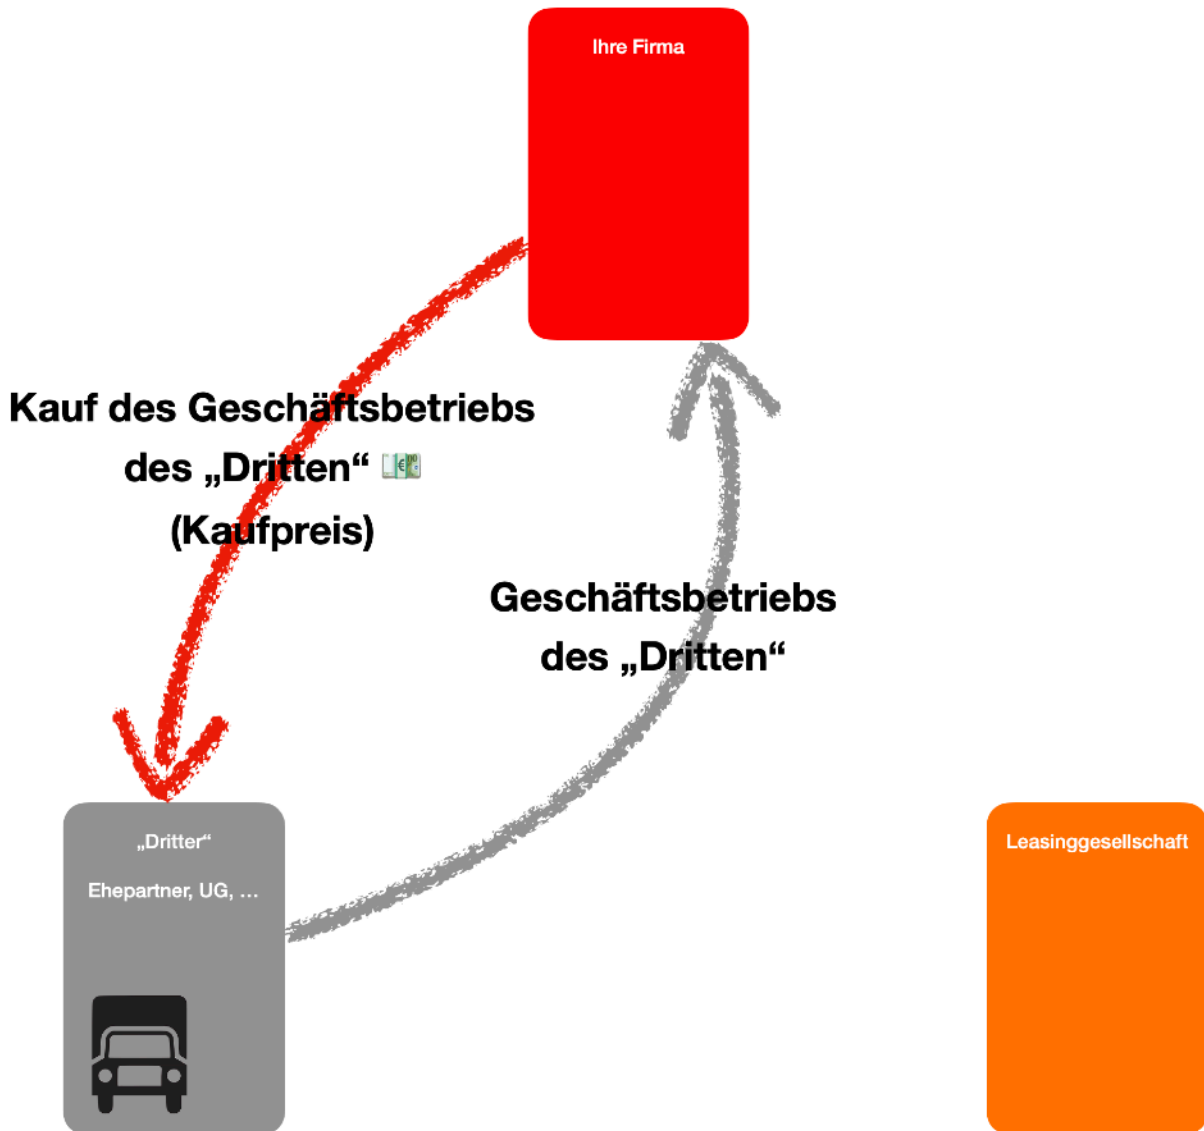 Ihre Firma
Kauf des Geschäftsbetriebs
des „Dritten“
(Kaufpreis)
Geschäftsbetriebs
des „Dritten“
„Dritter“
Ehepartner, UG, ...
Leasinggesellschaft